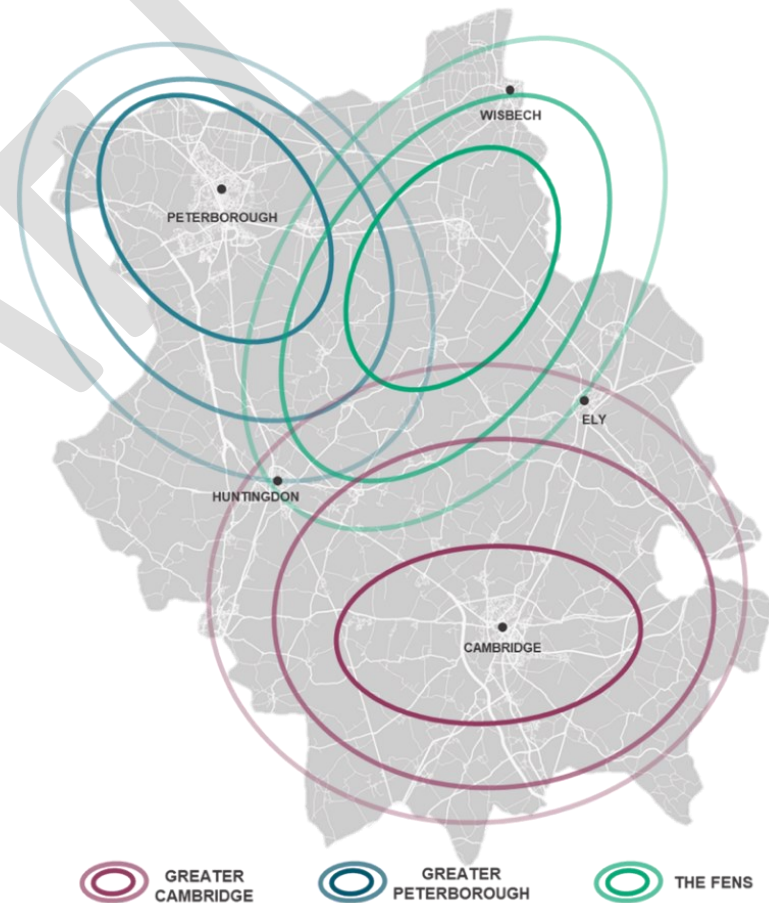 WISBECH
PETERBOROUGH
ELY
HUNTINGDON
CAMBRIDGE
GREATER
CAMBRIDGE
GREATER
PETERBOROUGH
THE FENS